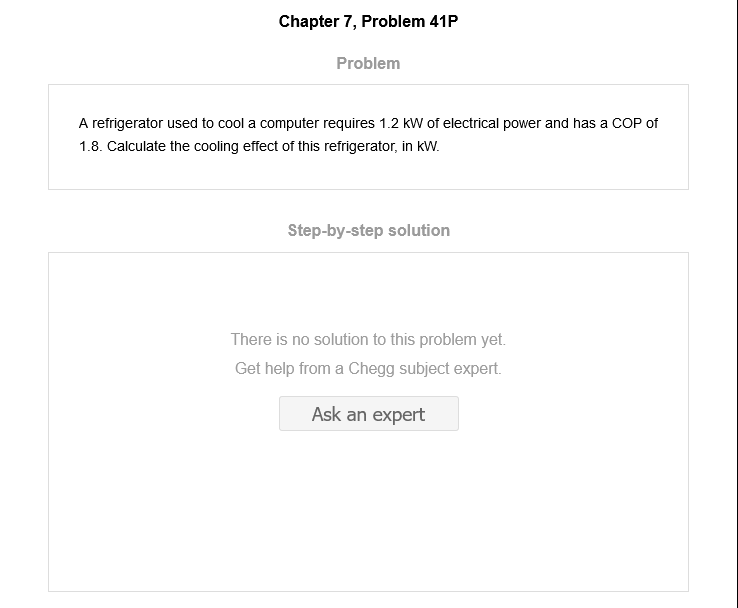 Chapter 7, Problem 41P
Problem
A refrigerator used to cool a computer requires 1.2 kW of electrical power and has a COP of
1.8. Calculate the cooling effect of this refrigerator, in kW.
Step-by-step solution
There is no solution to this problem yet.
Get help from a Chegg subject expert.
Ask an expert